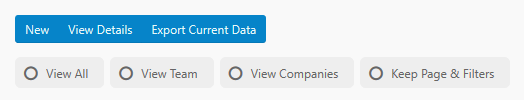 New View Details Export Current Data
View All View Team View Companies Keep Page & Filters